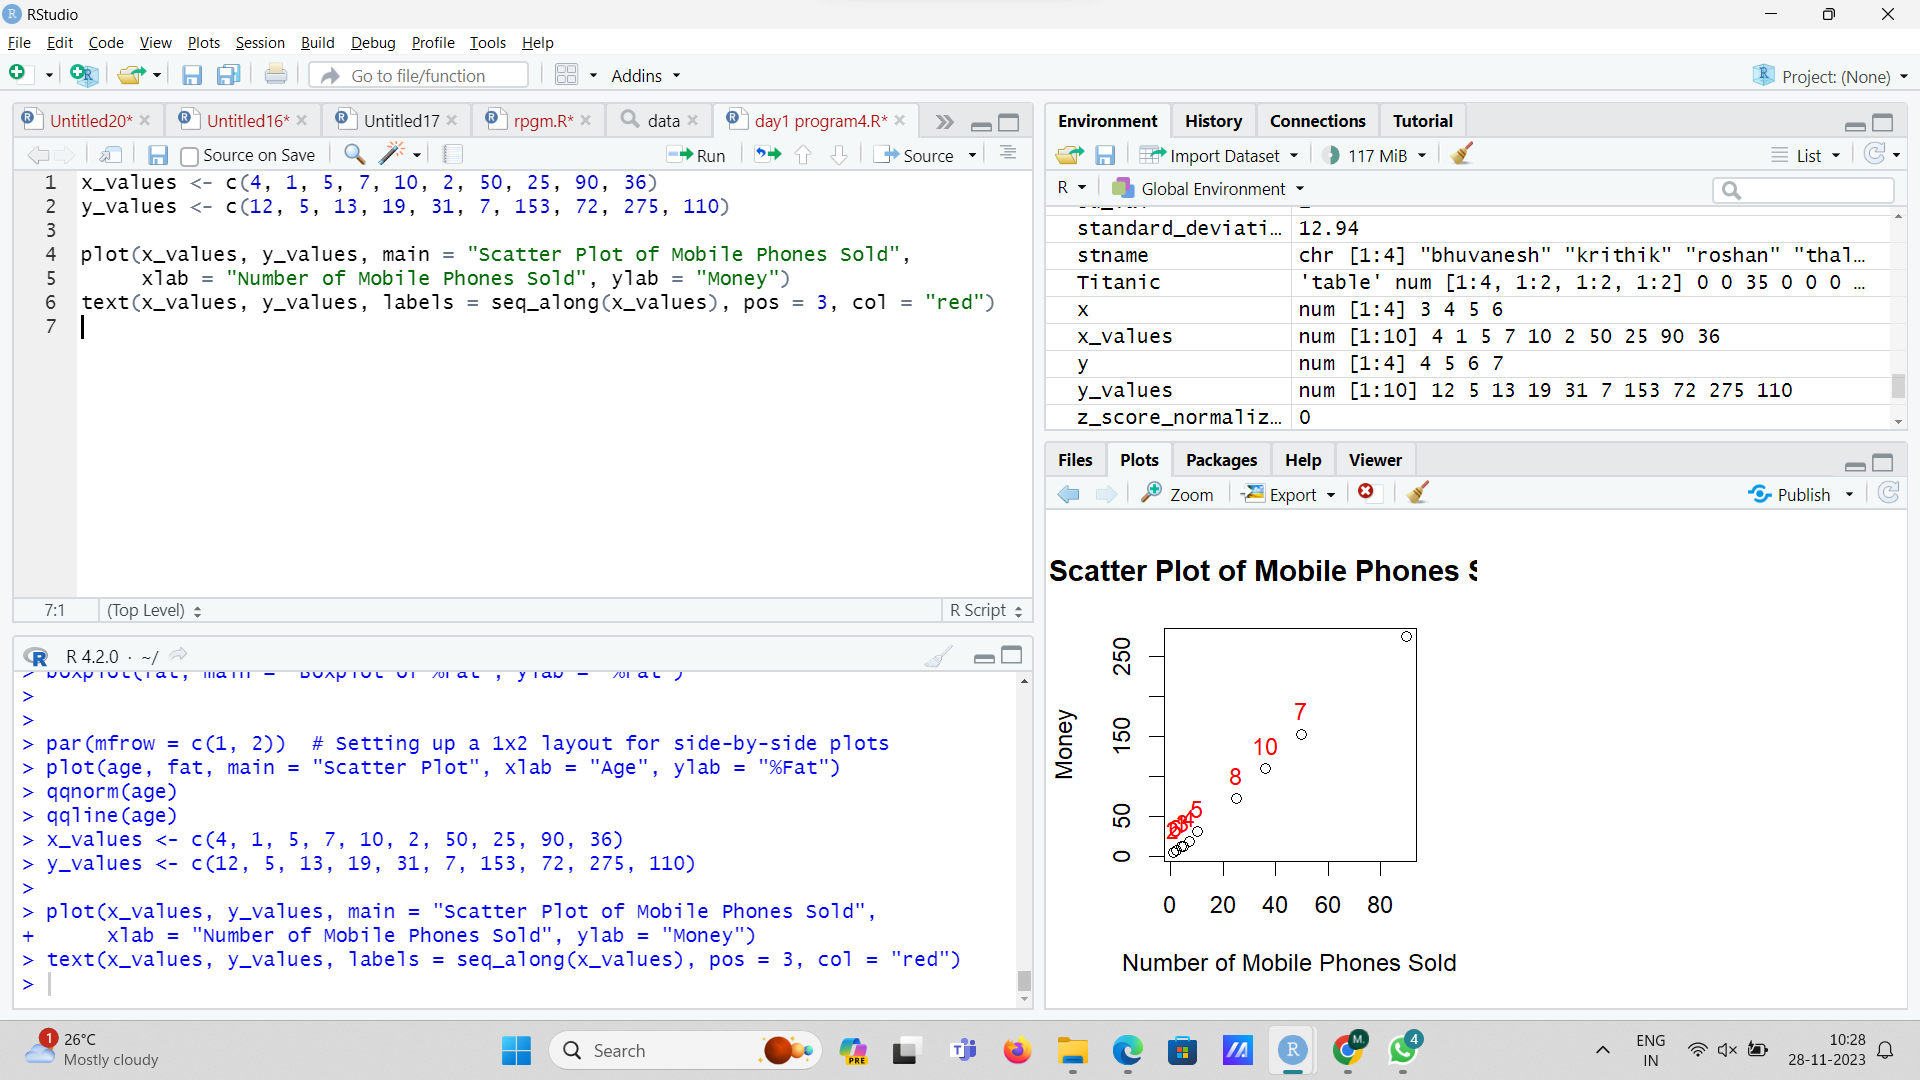 RStudio
File Edit Code View Plots Session Build Debug Profile Tools Help
Go to file/function Addins Project: (None)
Untitled20* Untitled16* Untitled17 rpgm.R* data day1 program4.R*
Source on Save Run Source
1 x_values <- c(4, 1, 5, 7, 10, 2, 50, 25, 90, 36)
2 y_values <- c(12, 5, 13, 19, 31, 7, 153, 72, 275, 110)
3
4 plot(x_values, y_values, main = "Scatter Plot of Mobile Phones Sold",
5 xlab = "Number of Mobile Phones Sold", ylab = "Money")
6 text(x_values, y_values, labels = seq_along(x_values), pos = 3, col = "red")
7
7:1 (Top Level) R Script
R 4.2.0 · ~/
> boxplot(fat, main = "Boxplot of %Fat", ylab = "%Fat")
>
>
> par(mfrow = c(1, 2)) # Setting up a 1x2 layout for side-by-side plots
> plot(age, fat, main = "Scatter Plot", xlab = "Age", ylab = "%Fat")
> qqnorm(age)
> qqline(age)
> x_values <- c(4, 1, 5, 7, 10, 2, 50, 25, 90, 36)
> y_values <- c(12, 5, 13, 19, 31, 7, 153, 72, 275, 110)
>
> plot(x_values, y_values, main = "Scatter Plot of Mobile Phones Sold",
+ xlab = "Number of Mobile Phones Sold", ylab = "Money")
> text(x_values, y_values, labels = seq_along(x_values), pos = 3, col = "red")
>
Environment History Connections Tutorial
Import Dataset 117 MiB List
R Global Environment
standard_deviati… 12.94
stname chr [1:4] "bhuvanesh" "krithik" "roshan" "thal…
Titanic 'table' num [1:4, 1:2, 1:2, 1:2] 0 0 35 0 0 0 …
x num [1:4] 3 4 5 6
x_values num [1:10] 4 1 5 7 10 2 50 25 90 36
y num [1:4] 4 5 6 7
y_values num [1:10] 12 5 13 19 31 7 153 72 275 110
z_score_normaliz… 0
Files Plots Packages Help Viewer
Zoom Export Publish
Scatter Plot of Mobile Phones S
Money
250
150
50
0
7
10
8
5
4
3
2
0 20 40 60 80
Number of Mobile Phones Sold
1 26°C
Mostly cloudy
Search
PRE
M.
4
ENG
IN
10:28
28-11-2023